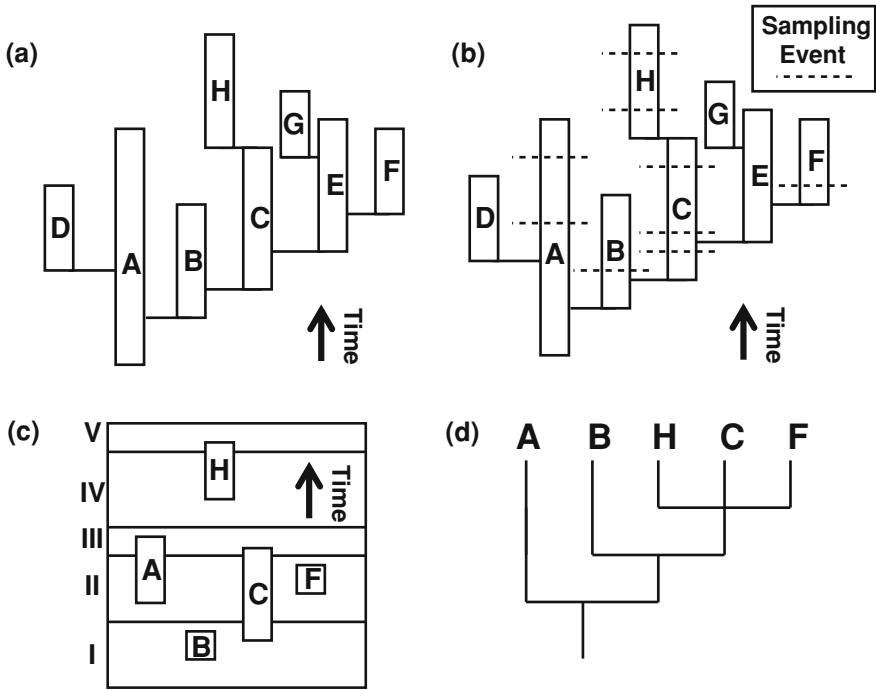 (a)
H
G
F
E
D
C
B
A
Time
(b)
Sampling
Event
H
G
F
E
D
C
B
A
Time
(c)
V
IV
III
II
I
H
Time
A
F
C
B
(d)
A B H C F